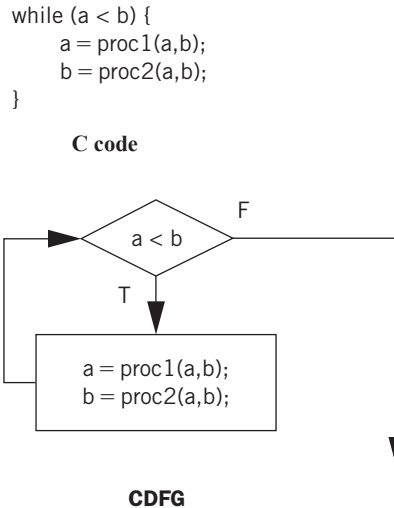 while (a < b) {
a = proc1(a,b);
b = proc2(a,b);
}
C code
F
a < b
T
a = proc1(a,b);
b = proc2(a,b);
CDFG